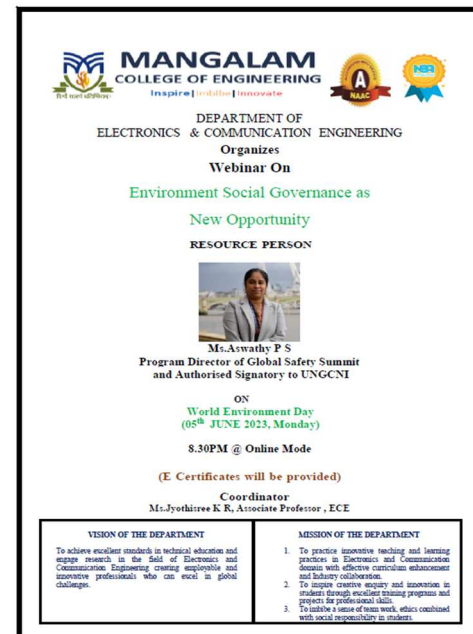 MANGALAM
COLLEGE OF ENGINEERING
Inspire|Imbibe|Innovate
A
NAAC
NBA
DEPARTMENT OF
ELECTRONICS & COMMUNICATION ENGINEERING
Organizes
Webinar On
Environment Social Governance as
New Opportunity
RESOURCE PERSON
Ms.Aswathy P S
Program Director of Global Safety Summit
and Authorised Signatory to UNGCNI
ON
World Environment Day
(05th JUNE 2023, Monday)
8.30PM @ Online Mode
(E Certificates will be provided)
Coordinator
Ms.Jyothisree K R, Associate Professor , ECE
VISION OF THE DEPARTMENT
To achieve excellent standards in technical education and
engage research in the field of Electronics and
Communication Engineering creating employable and
innovative professionals who can excel in global
challenges.
MISSION OF THE DEPARTMENT
1. To practice innovative teaching and learning
practices in Electronics and Communication
domain with effective curriculum enhancement
and Industry collaboration.
2. To inspire creative enquiry and innovation in
students through excellent training programs and
projects for professional skills.
3. To imbibe a sense of team work, ethics combined
with social responsibility in students.